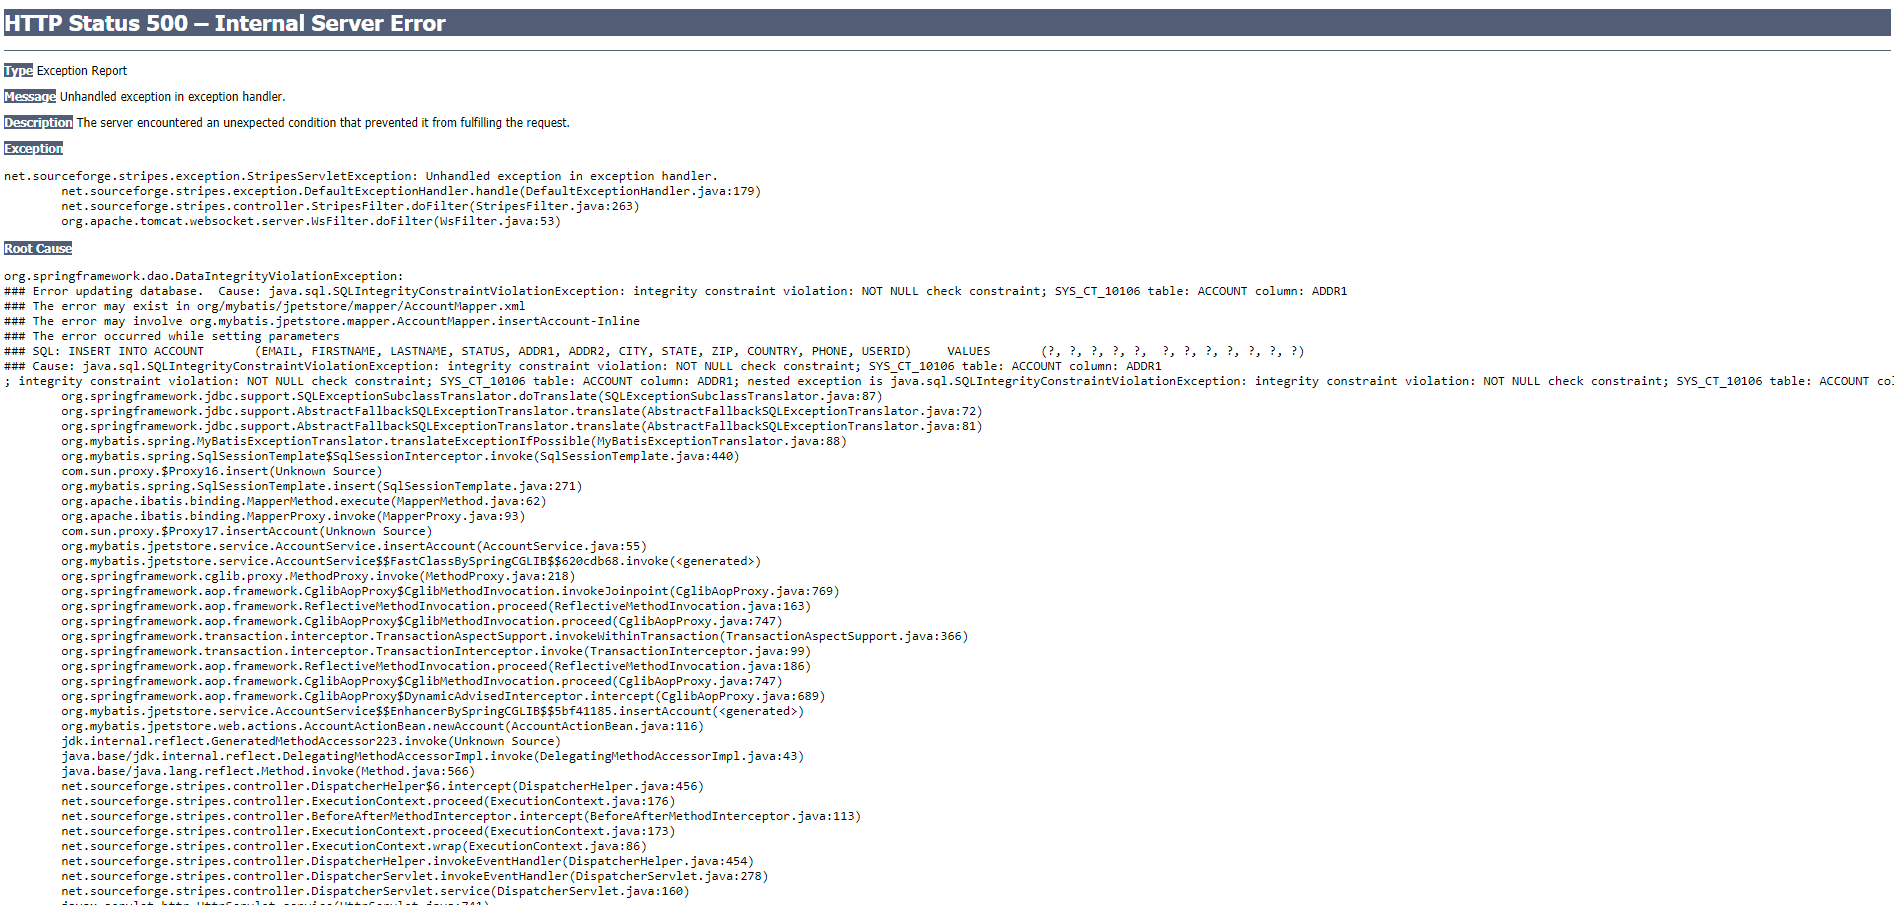 HTTP Status 500 – Internal Server Error
Type Exception Report
Message Unhandled exception in exception handler.
Description The server encountered an unexpected condition that prevented it from fulfilling the request.
Exception
net.sourceforge.stripes.exception.StripesServletException: Unhandled exception in exception handler.
net.sourceforge.stripes.exception.DefaultExceptionHandler.handle(DefaultExceptionHandler.java:179)
net.sourceforge.stripes.controller.StripesFilter.doFilter(StripesFilter.java:263)
org.apache.tomcat.websocket.server.WsFilter.doFilter(WsFilter.java:53)
Root Cause
org.springframework.dao.DataIntegrityViolationException:
### Error updating database.  Cause: java.sql.SQLIntegrityConstraintViolationException: integrity constraint violation: NOT NULL check constraint; SYS_CT_10106 table: ACCOUNT column: ADDR1
### The error may exist in org/mybatis/jpetstore/mapper/AccountMapper.xml
### The error may involve org.mybatis.jpetstore.mapper.AccountMapper.insertAccount-Inline
### The error occurred while setting parameters
### SQL: INSERT INTO ACCOUNT       (EMAIL, FIRSTNAME, LASTNAME, STATUS, ADDR1, ADDR2, CITY, STATE, ZIP, COUNTRY, PHONE, USERID)     VALUES       (?, ?, ?, ?, ?,  ?, ?, ?, ?, ?, ?, ?)
### Cause: java.sql.SQLIntegrityConstraintViolationException: integrity constraint violation: NOT NULL check constraint; SYS_CT_10106 table: ACCOUNT column: ADDR1
; integrity constraint violation: NOT NULL check constraint; SYS_CT_10106 table: ACCOUNT column: ADDR1; nested exception is java.sql.SQLIntegrityConstraintViolationException: integrity constraint violation: NOT NULL check constraint; SYS_CT_10106 table: ACCOUNT col
org.springframework.jdbc.support.SQLExceptionSubclassTranslator.doTranslate(SQLExceptionSubclassTranslator.java:87)
org.springframework.jdbc.support.AbstractFallbackSQLExceptionTranslator.translate(AbstractFallbackSQLExceptionTranslator.java:72)
org.springframework.jdbc.support.AbstractFallbackSQLExceptionTranslator.translate(AbstractFallbackSQLExceptionTranslator.java:81)
org.mybatis.spring.MyBatisExceptionTranslator.translateExceptionIfPossible(MyBatisExceptionTranslator.java:88)
org.mybatis.spring.SqlSessionTemplate$SqlSessionInterceptor.invoke(SqlSessionTemplate.java:440)
com.sun.proxy.$Proxy16.insert(Unknown Source)
org.mybatis.spring.SqlSessionTemplate.insert(SqlSessionTemplate.java:271)
org.apache.ibatis.binding.MapperMethod.execute(MapperMethod.java:62)
org.apache.ibatis.binding.MapperProxy.invoke(MapperProxy.java:93)
com.sun.proxy.$Proxy17.insertAccount(Unknown Source)
org.mybatis.jpetstore.service.AccountService.insertAccount(AccountService.java:55)
org.mybatis.jpetstore.service.AccountService$$FastClassBySpringCGLIB$$620cdb68.invoke(<generated>)
org.springframework.cglib.proxy.MethodProxy.invoke(MethodProxy.java:218)
org.springframework.aop.framework.CglibAopProxy$CglibMethodInvocation.invokeJoinpoint(CglibAopProxy.java:769)
org.springframework.aop.framework.ReflectiveMethodInvocation.proceed(ReflectiveMethodInvocation.java:163)
org.springframework.aop.framework.CglibAopProxy$CglibMethodInvocation.proceed(CglibAopProxy.java:747)
org.springframework.transaction.interceptor.TransactionAspectSupport.invokeWithinTransaction(TransactionAspectSupport.java:366)
org.springframework.transaction.interceptor.TransactionInterceptor.invoke(TransactionInterceptor.java:99)
org.springframework.aop.framework.ReflectiveMethodInvocation.proceed(ReflectiveMethodInvocation.java:186)
org.springframework.aop.framework.CglibAopProxy$CglibMethodInvocation.proceed(CglibAopProxy.java:747)
org.springframework.aop.framework.CglibAopProxy$DynamicAdvisedInterceptor.intercept(CglibAopProxy.java:689)
org.mybatis.jpetstore.service.AccountService$$EnhancerBySpringCGLIB$$5bf41185.insertAccount(<generated>)
org.mybatis.jpetstore.web.actions.AccountActionBean.newAccount(AccountActionBean.java:116)
jdk.internal.reflect.GeneratedMethodAccessor223.invoke(Unknown Source)
java.base/jdk.internal.reflect.DelegatingMethodAccessorImpl.invoke(DelegatingMethodAccessorImpl.java:43)
java.base/java.lang.reflect.Method.invoke(Method.java:566)
net.sourceforge.stripes.controller.DispatcherHelper$6.intercept(DispatcherHelper.java:456)
net.sourceforge.stripes.controller.ExecutionContext.proceed(ExecutionContext.java:176)
net.sourceforge.stripes.controller.BeforeAfterMethodInterceptor.intercept(BeforeAfterMethodInterceptor.java:113)
net.sourceforge.stripes.controller.ExecutionContext.proceed(ExecutionContext.java:173)
net.sourceforge.stripes.controller.ExecutionContext.wrap(ExecutionContext.java:86)
net.sourceforge.stripes.controller.DispatcherHelper.invokeEventHandler(DispatcherHelper.java:454)
net.sourceforge.stripes.controller.DispatcherServlet.invokeEventHandler(DispatcherServlet.java:278)
net.sourceforge.stripes.controller.DispatcherServlet.service(DispatcherServlet.java:160)